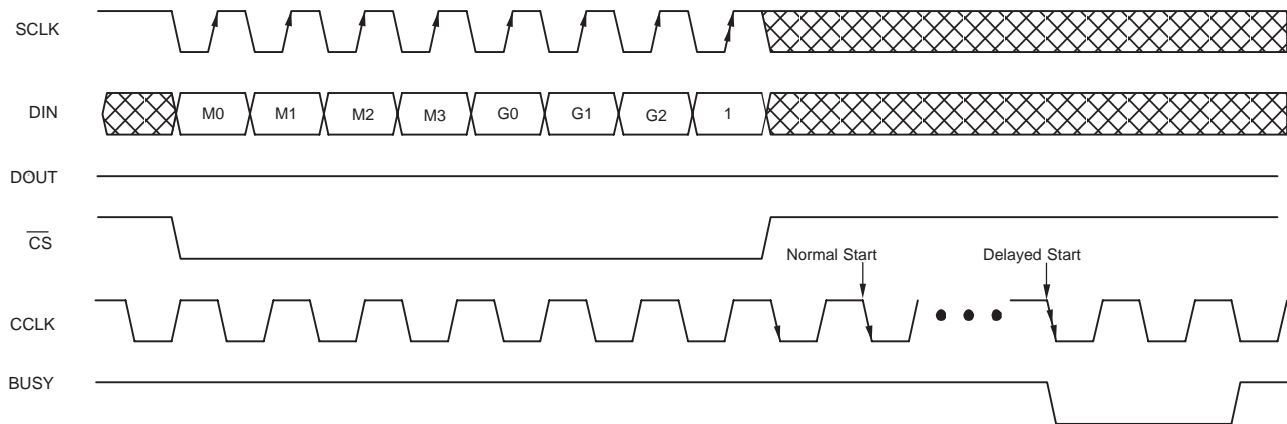 SCLK
DIN M0 M1 M2 M3 G0 G1 G2 1
DOUT
CS
Normal Start Delayed Start
CCLK
BUSY